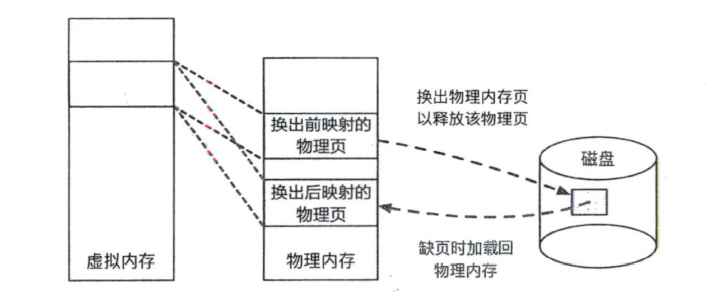 换出物理内存页
以释放该物理页
换出前映射的
物理页
磁盘
换出后映射的
物理页
缺页时加载回
物理内存
虚拟内存
物理内存